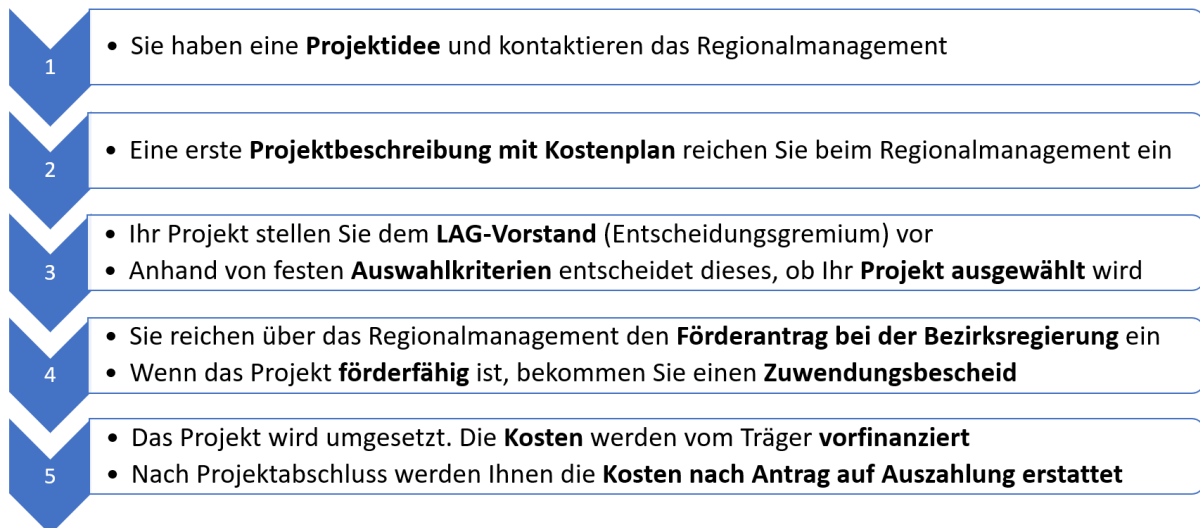 1
• Sie haben eine Projektidee und kontaktieren das Regionalmanagement
2
• Eine erste Projektbeschreibung mit Kostenplan reichen Sie beim Regionalmanagement ein
3
• Ihr Projekt stellen Sie dem LAG-Vorstand (Entscheidungsgremium) vor
• Anhand von festen Auswahlkriterien entscheidet dieses, ob Ihr Projekt ausgewählt wird
4
• Sie reichen über das Regionalmanagement den Förderantrag bei der Bezirksregierung ein
• Wenn das Projekt förderfähig ist, bekommen Sie einen Zuwendungsbescheid
5
• Das Projekt wird umgesetzt. Die Kosten werden vom Träger vorfinanziert
• Nach Projektabschluss werden Ihnen die Kosten nach Antrag auf Auszahlung erstattet